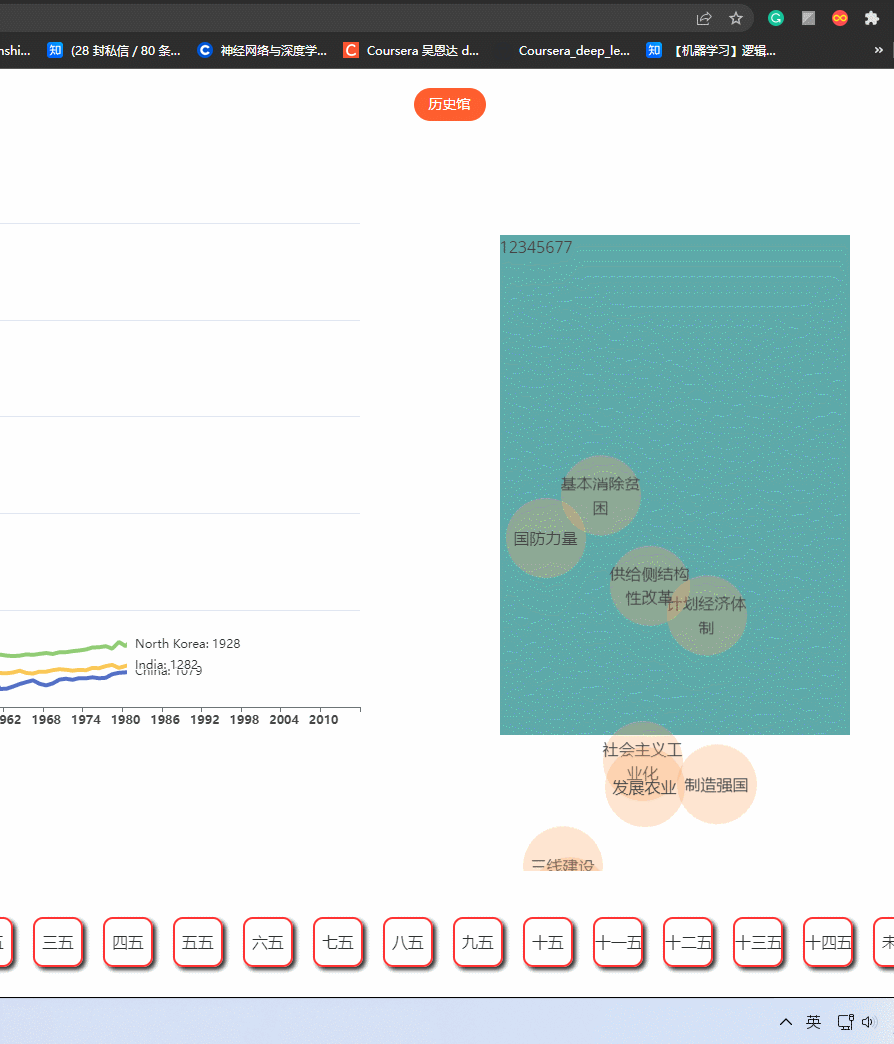 nshi...
知 (28 封私信 / 80 条...
C 神经网络与深度学...
C Coursera 吴恩达 d...
Coursera_deep_le...
知 【机器学习】逻辑...
»
历史馆
12345677
基本消除贫
困
国防力量
供给侧结构
性改革
计划经济体
制
North Korea: 1928
India: 1282
China: 1079
962 1968 1974 1980 1986 1992 1998 2004 2010
社会主义工
业化
发展农业
制造强国
三线建设
三五 四五 五五 六五 七五 八五 九五 十五 十一五 十二五 十三五 十四五 未
英